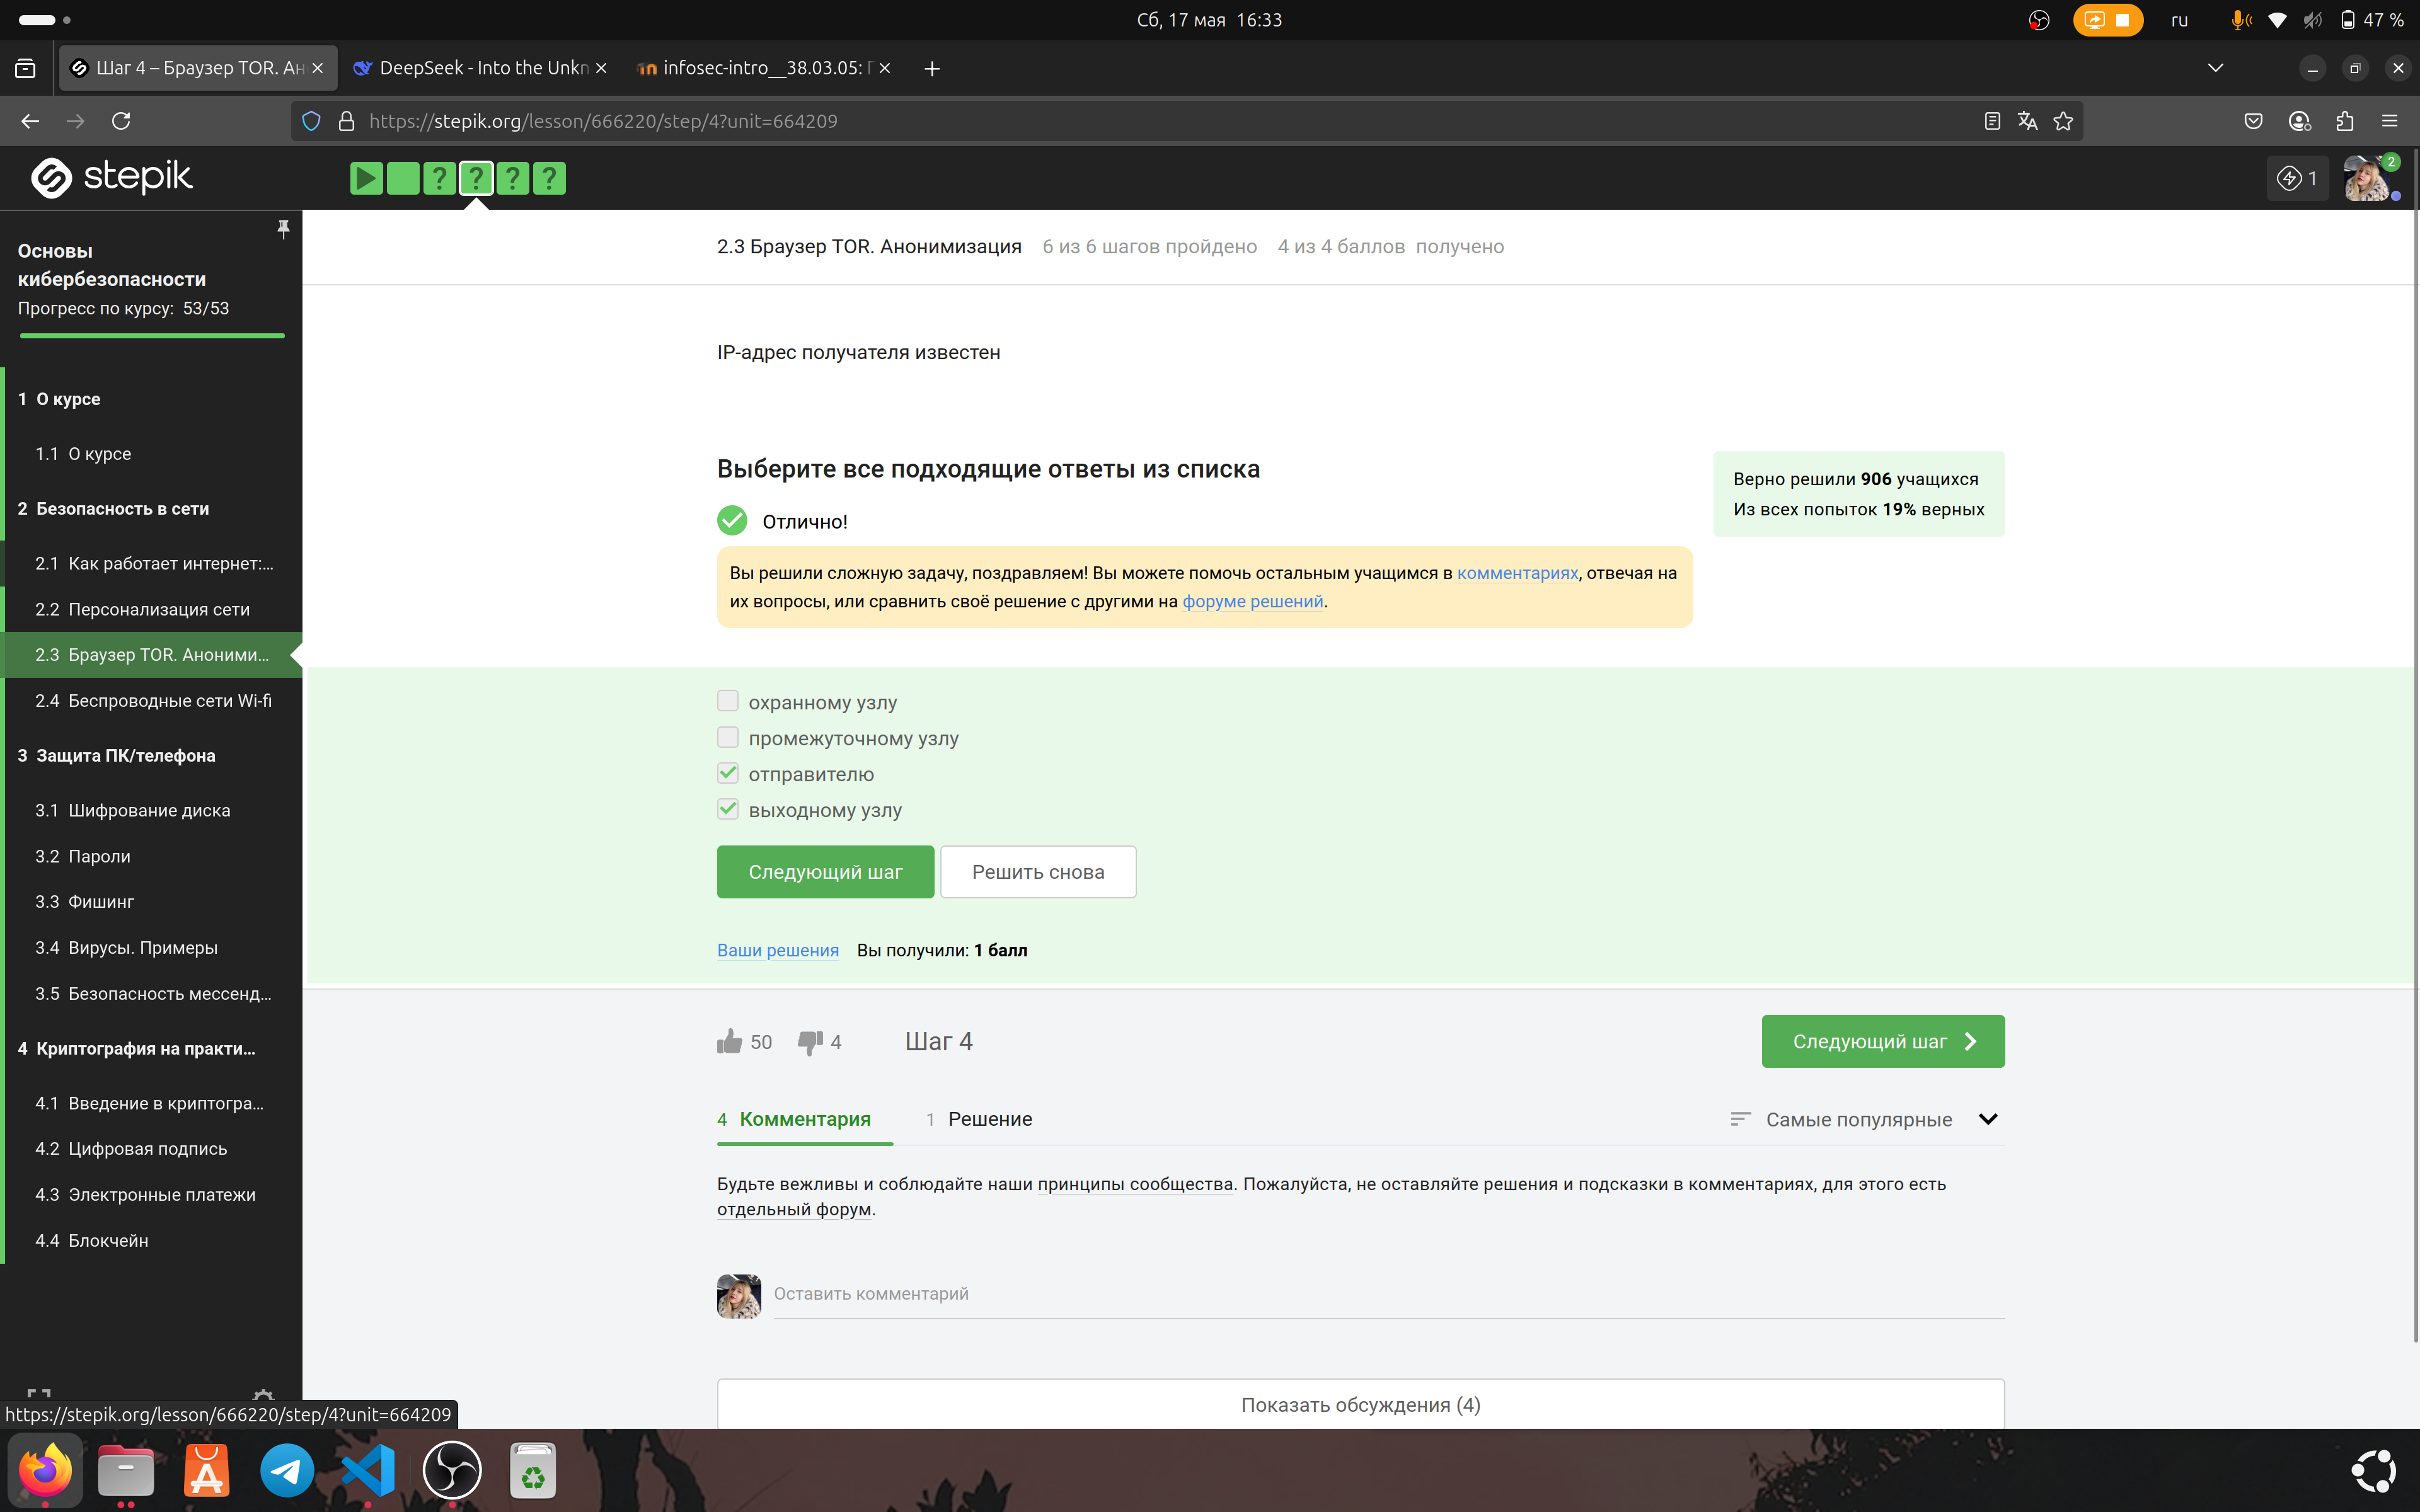 Сб, 17 мая 16:33
ru
47 %
Шаг 4 – Браузер TOR. Ан
DeepSeek - Into the Unkn
infosec-intro__38.03.05:
https://stepik.org/lesson/666220/step/4?unit=664209
stepik
? ? ? ?
1
2
Основы
кибербезопасности
Прогресс по курсу: 53/53
1 О курсе
1.1 О курсе
2 Безопасность в сети
2.1 Как работает интернет:...
2.2 Персонализация сети
2.3 Браузер TOR. Аноними...
2.4 Беспроводные сети Wi-fi
3 Защита ПК/телефона
3.1 Шифрование диска
3.2 Пароли
3.3 Фишинг
3.4 Вирусы. Примеры
3.5 Безопасность мессенд...
4 Криптография на практи...
4.1 Введение в криптогра...
4.2 Цифровая подпись
4.3 Электронные платежи
4.4 Блокчейн
2.3 Браузер TOR. Анонимизация 6 из 6 шагов пройдено 4 из 4 баллов получено
IP-адрес получателя известен
Выберите все подходящие ответы из списка
Отлично!
Верно решили 906 учащихся
Из всех попыток 19% верных
Вы решили сложную задачу, поздравляем! Вы можете помочь остальным учащимся в комментариях, отвечая на
их вопросы, или сравнить своё решение с другими на форуме решений.
охранному узлу
промежуточному узлу
отправителю
выходному узлу
Следующий шаг
Решить снова
Ваши решения Вы получили: 1 балл
50 4 Шаг 4
Следующий шаг
4 Комментария 1 Решение
Самые популярные
Будьте вежливы и соблюдайте наши принципы сообщества. Пожалуйста, не оставляйте решения и подсказки в комментариях, для этого есть
отдельный форум.
Оставить комментарий
Показать обсуждения (4)
https://stepik.org/lesson/666220/step/4?unit=664209